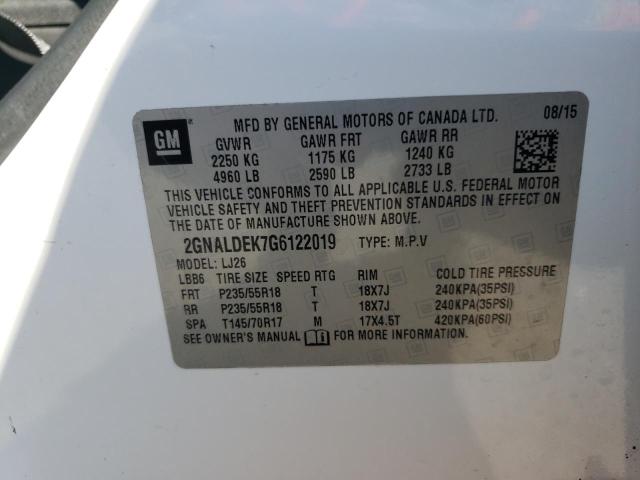 GM
MFD BY GENERAL MOTORS OF CANADA LTD. 08/15
GVWR GAWR FRT GAWR RR
2250 KG 1175 KG 1240 KG
4960 LB 2590 LB 2733 LB
THIS VEHICLE CONFORMS TO ALL APPLICABLE U.S. FEDERAL MOTOR
VEHICLE SAFETY AND THEFT PREVENTION STANDARDS IN EFFECT ON
THE DATE OF MANUFACTURE SHOWN ABOVE.
2GNALDEK7G6122019 TYPE: M.P.V
MODEL: LJ26
LBB6 TIRE SIZE SPEED RTG RIM COLD TIRE PRESSURE
FRT P235/55R18 T 18X7J 240KPA(35PSI)
RR P235/55R18 T 18X7J 240KPA(35PSI)
SPA T145/70R17 M 17X4.5T 420KPA(60PSI)
SEE OWNER'S MANUAL FOR MORE INFORMATION